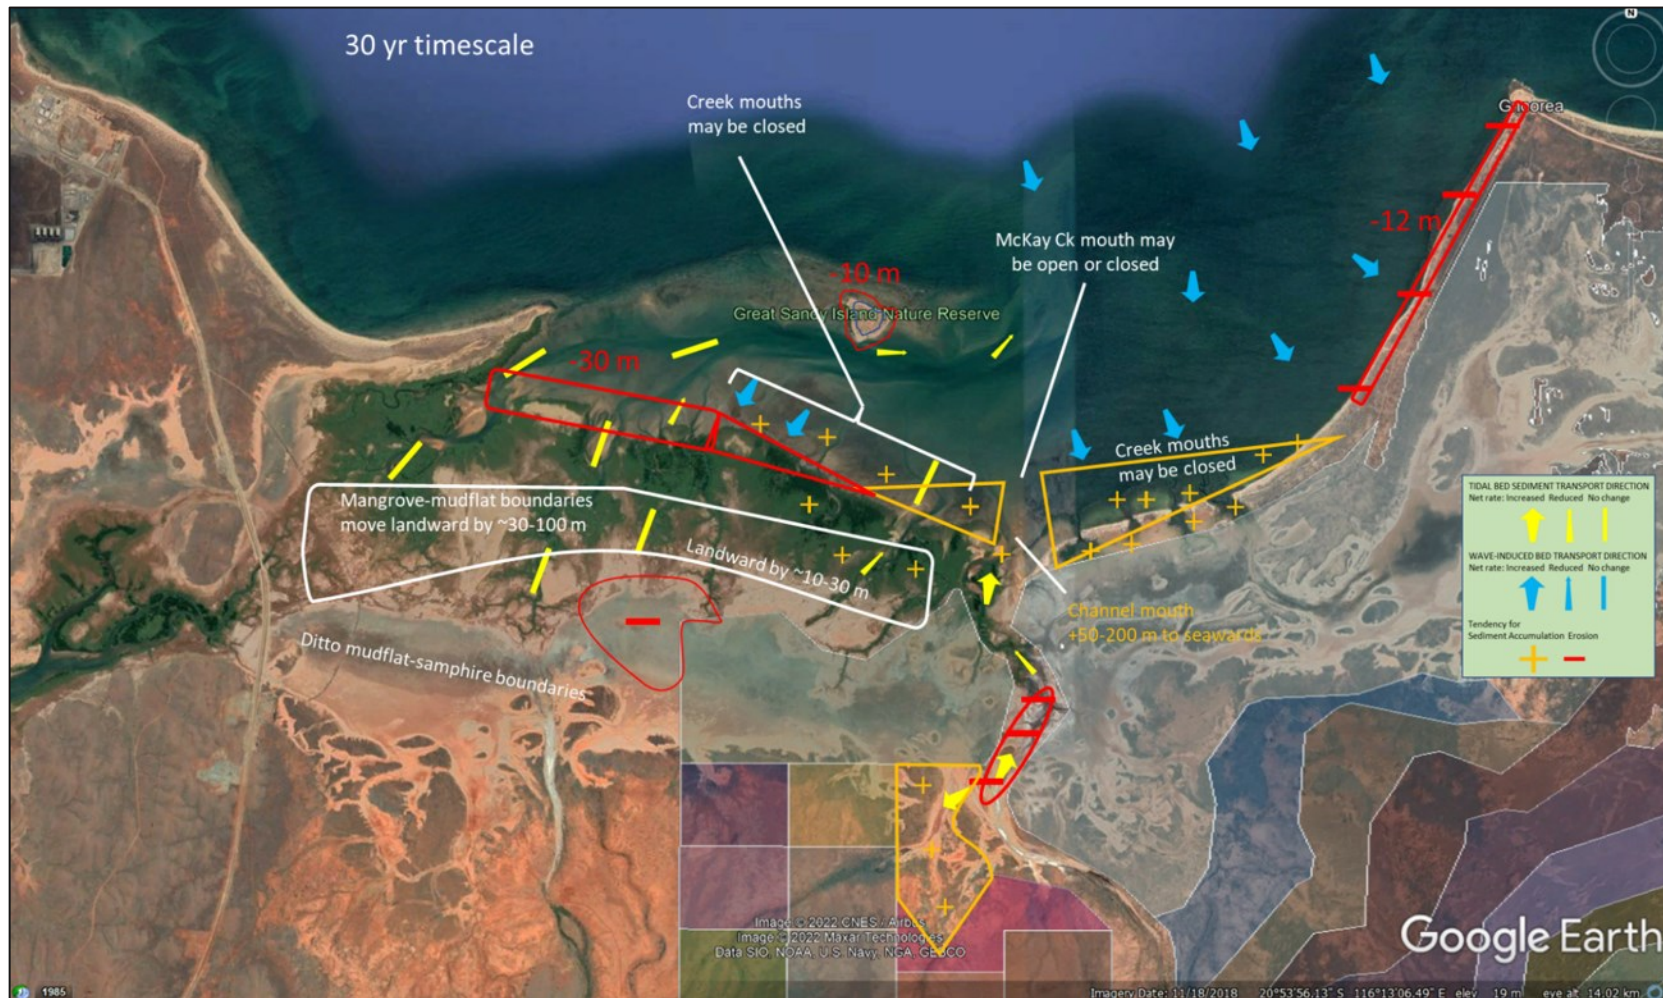 N
30 yr timescale
Creek mouths
may be closed
-12 m
McKay Ck mouth may
be open or closed
-10 m
Great Sandy Island Nature Reserve
-30 m
Creek mouths
may be closed
Mangrove-mudflat boundaries
move landward by ~30-100 m
Landward by ~10-30 m
TIDAL BED SEDIMENT TRANSPORT DIRECTION
Net rate: Increased Reduced No change
WAVE-INDUCED BED TRANSPORT DIRECTION
Net rate: Increased Reduced No change
Tendency for
Sediment Accumulation Erosion
Channel mouth
+50-200 m to seawards
Ditto mudflat-samphire boundaries
Image © 2022 CNES / Airbus
Image © 2022 Maxar Technologies
Data SIO, NOAA, U.S. Navy, NGA, GEBCO
Google Earth
1985
Imagery Date: 11/18/2018 20°53'56.13" S 116°13'06.49" E elev 19 m eye alt 14.02 km